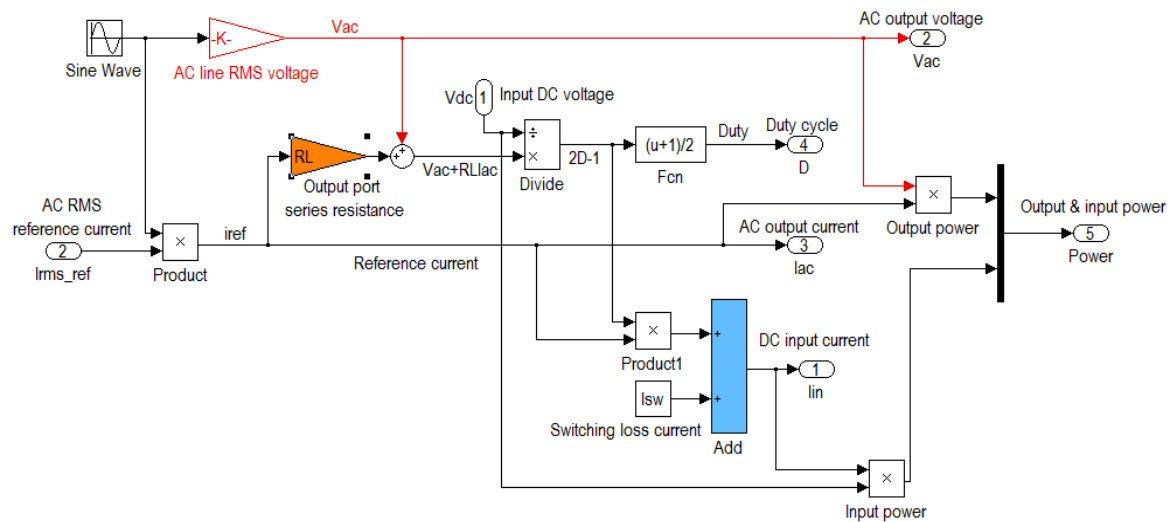 AC output voltage
2
Vac
Vac
-K-
Sine Wave
AC line RMS voltage
Vdc
1
Input DC voltage
÷
×
2D-1
Divide
(u+1)/2
Fcn
Duty
Duty cycle
4
D
RL
+
+
Vac+RLIac
Output port
series resistance
AC RMS
reference current
2
Irms_ref
×
Product
iref
Reference current
AC output current
3
Iac
×
Output power
Output & input power
5
Power
×
Product1
+
+
Add
Isw
Switching loss current
DC input current
1
Iin
×
Input power